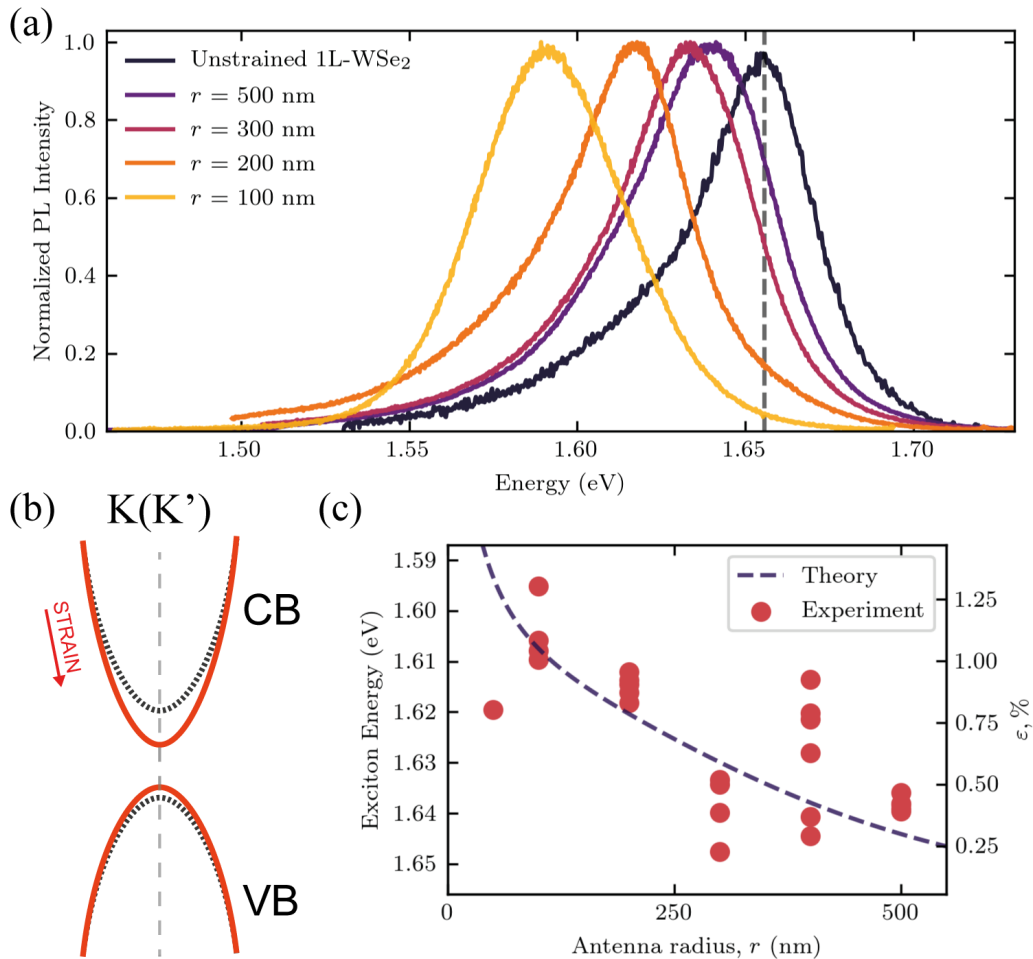 (a)
Normalized PL Intensity
1.0
0.8
0.6
0.4
0.2
0.0
Unstrained 1L-WSe₂
r = 500 nm
r = 300 nm
r = 200 nm
r = 100 nm
1.50 1.55 1.60 1.65 1.70
Energy (eV)
(b)
K(K’)
STRAIN
CB
VB
(c)
Exciton Energy (eV)
1.59
1.60
1.61
1.62
1.63
1.64
1.65
Theory
Experiment
1.25
1.00
0.75
0.50
0.25
ε, %
0 250 500
Antenna radius, r (nm)